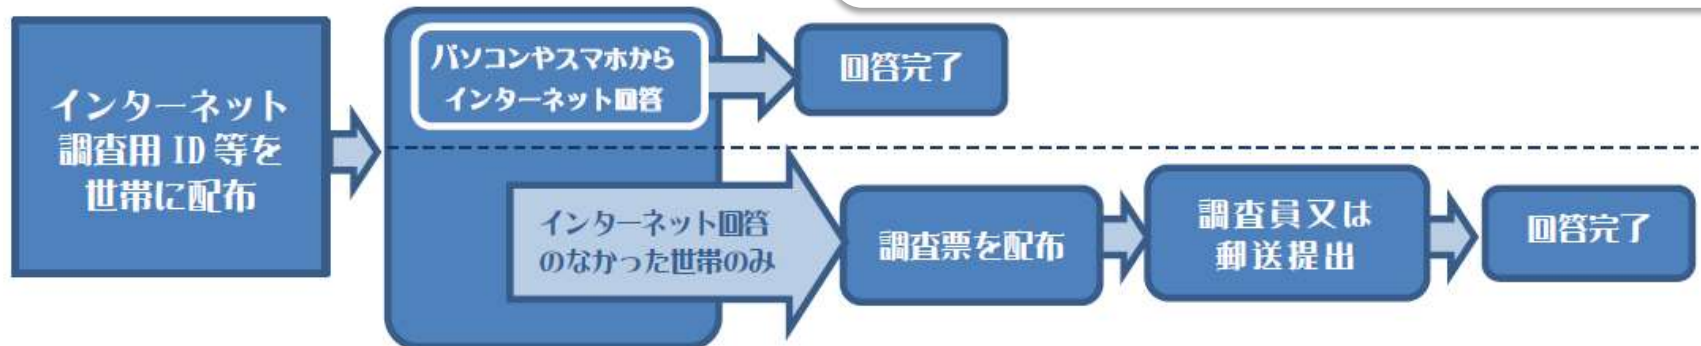 インターネット
調査用 ID 等を
世帯に配布
パソコンやスマホから
インターネット回答
回答完了
インターネット回答
のなかった世帯のみ
調査票を配布
調査員又は
郵送提出
回答完了